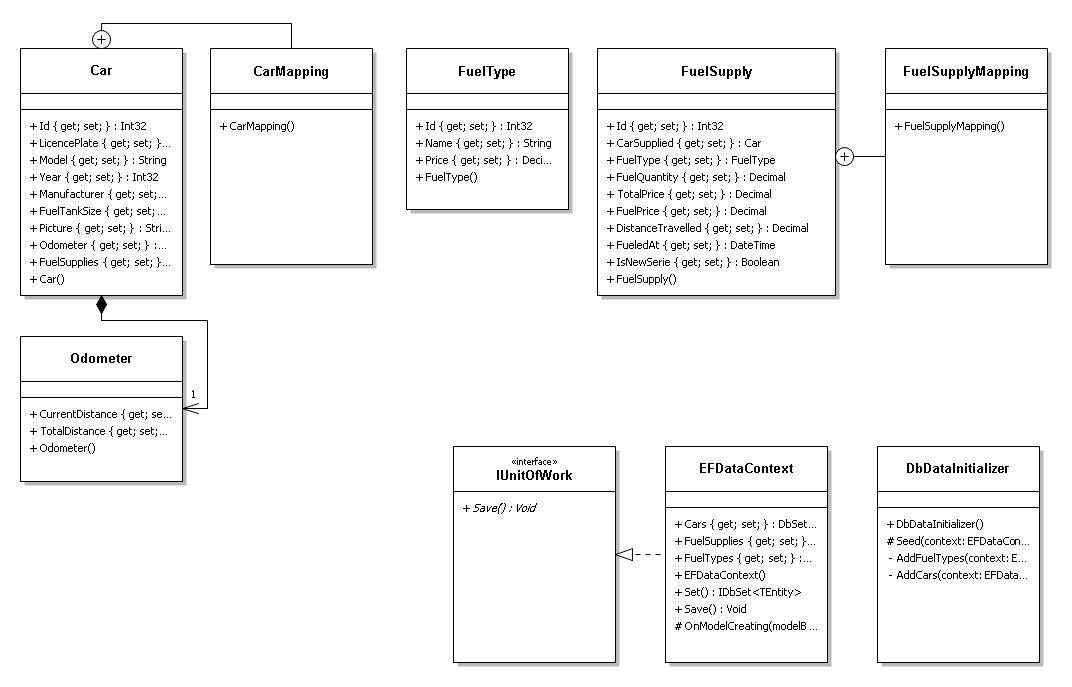 Car
+ Id { get; set; } : Int32
+ LicencePlate { get; set; }...
+ Model { get; set; } : String
+ Year { get; set; } : Int32
+ Manufacturer { get; set;...
+ FuelTankSize { get; set;...
+ Picture { get; set; } : Stri...
+ Odometer { get; set; } :...
+ FuelSupplies { get; set; }...
+ Car()
CarMapping
+ CarMapping()
FuelType
+ Id { get; set; } : Int32
+ Name { get; set; } : String
+ Price { get; set; } : Deci...
+ FuelType()
FuelSupply
+ Id { get; set; } : Int32
+ CarSupplied { get; set; } : Car
+ FuelType { get; set; } : FuelType
+ FuelQuantity { get; set; } : Decimal
+ TotalPrice { get; set; } : Decimal
+ FuelPrice { get; set; } : Decimal
+ DistanceTravelled { get; set; } : Decimal
+ FueledAt { get; set; } : DateTime
+ IsNewSerie { get; set; } : Boolean
+ FuelSupply()
FuelSupplyMapping
+ FuelSupplyMapping()
Odometer
+ CurrentDistance { get; se...
+ TotalDistance { get; set;...
+ Odometer()
1
«interface»
IUnitOfWork
+ Save() : Void
EFDataContext
+ Cars { get; set; } : DbSet...
+ FuelSupplies { get; set; }...
+ FuelTypes { get; set; } :...
+ EFDataContext()
+ Set() : IDbSet<TEntity>
+ Save() : Void
# OnModelCreating(modelB...
DbDataInitializer
+ DbDataInitializer()
# Seed(context: EFDataCon...
- AddFuelTypes(context: E...
- AddCars(context: EFData...